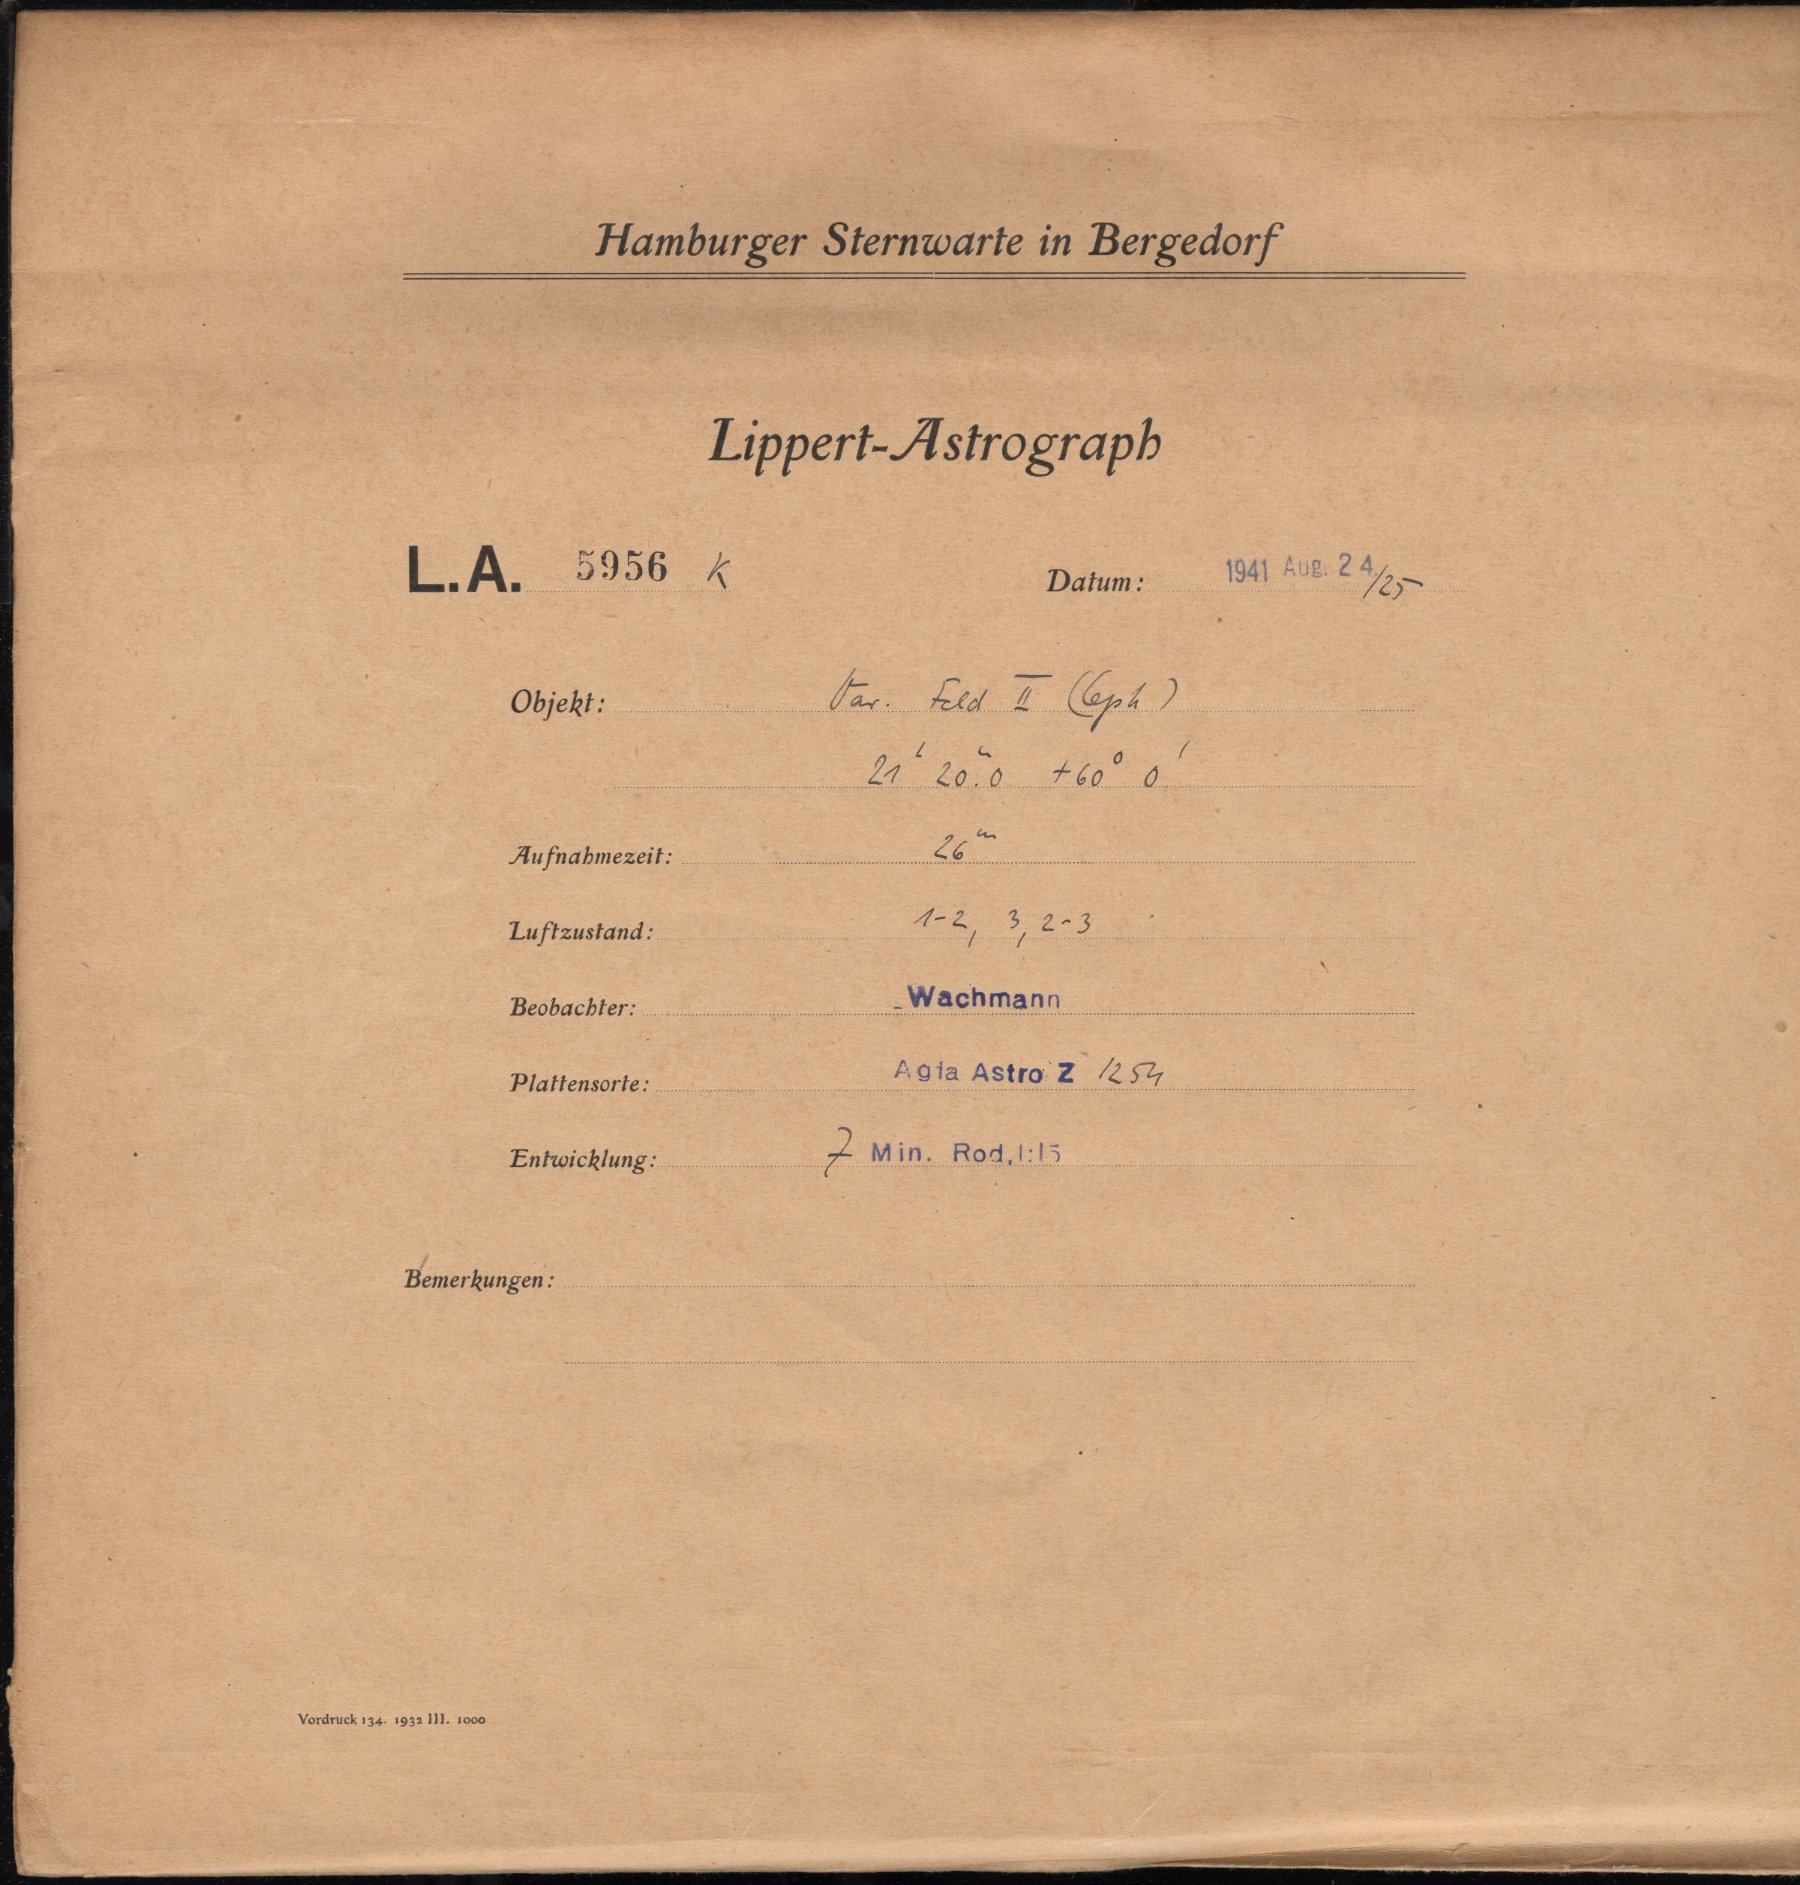 Hamburger Sternwarte in Bergedorf
Lippert-Astrograph
L.A. 5956 K Datum: 1941 Aug. 24/25
Objekt: Var. Feld II (Ceph)
21ʰ 20ᵐ.0 +60° 0'
Aufnahmezeit: 26ᵐ
Luftzustand: 1-2, 3, 2-3
Beobachter: Wachmann
Plattensorte: Agfa Astro Z 1254
Entwicklung: 7 Min. Rod. 1:15
Bemerkungen:
Vordruck 134. 1932 III. 1000